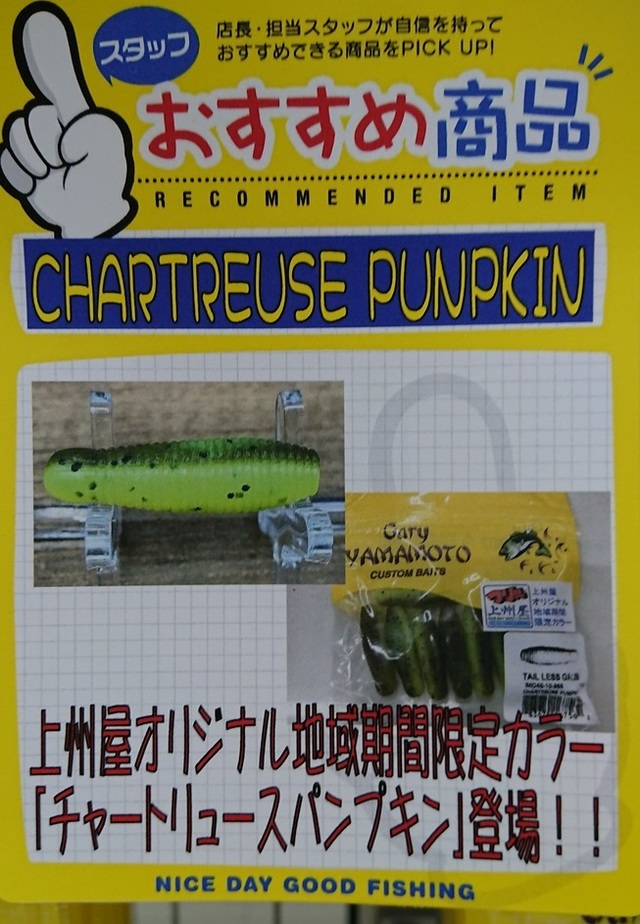 スタッフ
店長・担当スタッフが自信を持って
おすすめできる商品をPICK UP!
おすすめ商品
RECOMMENDED ITEM
CHARTREUSE PUNPKIN
Gary
YAMAMOTO
CUSTOM BAITS
上州屋
上州屋
オリジナル
地域期間
限定カラー
TAIL LESS GRUB
上州屋オリジナル地域期間限定カラー
「チャートリュースパンプキン」登場！！
NICE DAY GOOD FISHING